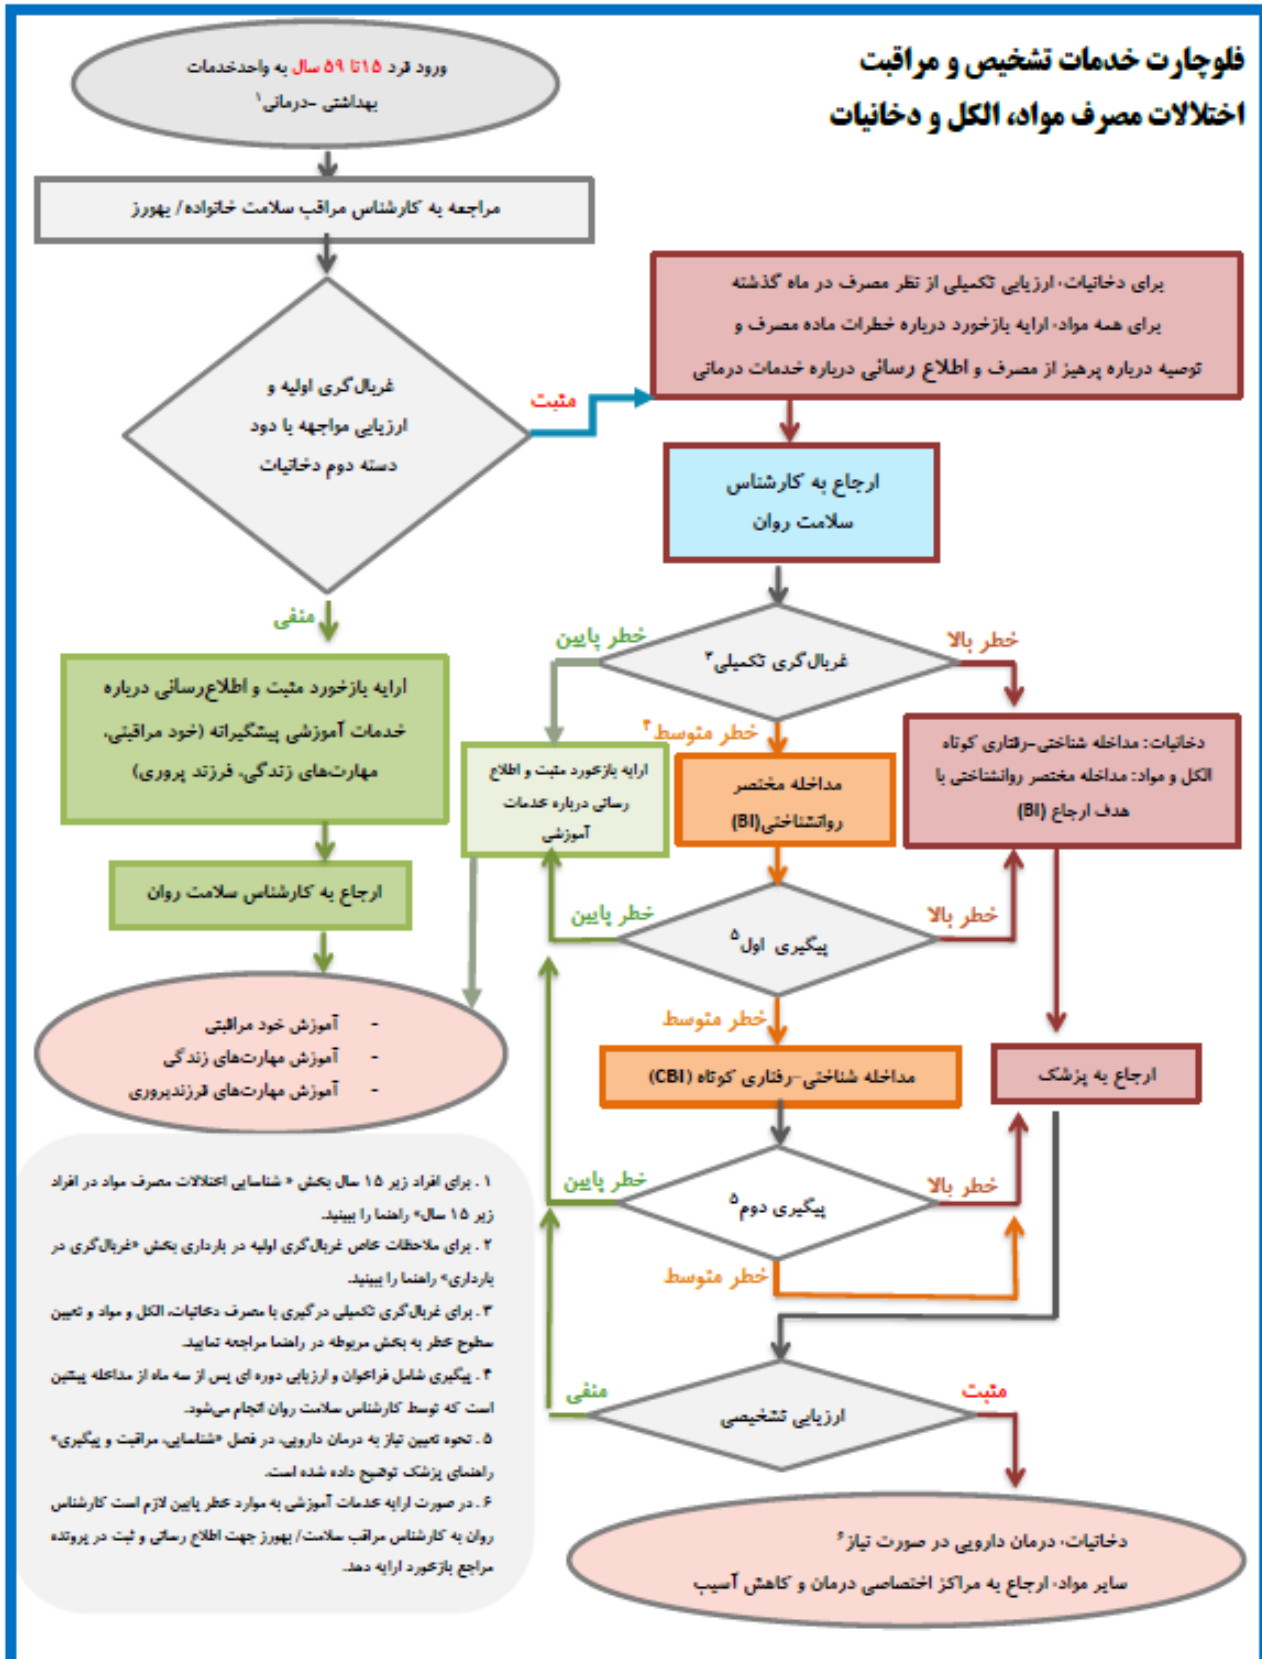 فلوچارت خدمات تشخیص و مراقبت
اختلالات مصرف مواد، الکل و دخانیات
ورود فرد ۱۵تا ۵۹ سال به واحدخدمات
بهداشتی -درمانی۱
مراجعه به کارشناس مراقب سلامت خانواده/ بهورز
غربال‌گری اولیه و
ارزیابی مواجهه با دود
دسته دوم دخانیات
مثبت
برای دخانیات، ارزیابی تکمیلی از نظر مصرف در ماه گذشته
برای همه مواد، ارایه بازخورد درباره خطرات ماده مصرف و
توصیه درباره پرهیز از مصرف و اطلاع رسانی درباره خدمات درمانی
ارجاع به کارشناس
سلامت روان
منفی
ارایه بازخورد مثبت و اطلاع‌رسانی درباره
خدمات آموزشی پیشگیرانه (خود مراقبتی،
مهارت‌های زندگی، فرزند پروری)
ارجاع به کارشناس سلامت روان
- آموزش خود مراقبتی
- آموزش مهارت‌های زندگی
- آموزش مهارت‌های فرزندپروری
غربال‌گری تکمیلی۳
خطر بالا
خطر پایین
خطر متوسط۴
دخانیات: مداخله شناختی-رفتاری کوتاه
الکل و مواد: مداخله مختصر روانشناختی با
هدف ارجاع (BI)
مداخله مختصر
روانشناختی(BI)
ارایه بازخورد مثبت و اطلاع
رسانی درباره خدمات
آموزشی
پیگیری اول۵
خطر بالا
خطر پایین
خطر متوسط
مداخله شناختی-رفتاری کوتاه (CBI)
ارجاع به پزشک
پیگیری دوم۵
خطر بالا
خطر پایین
خطر متوسط
ارزیابی تشخیصی
مثبت
منفی
دخانیات، درمان دارویی در صورت نیاز۶
سایر مواد، ارجاع به مراکز اختصاصی درمان و کاهش آسیب
۱ . برای افراد زیر ۱۵ سال بخش « شناسایی اختلالات مصرف مواد در افراد
زیر ۱۵ سال» راهنما را ببینید.
۲ . برای ملاحظات خاص غربال‌گری اولیه در بارداری بخش «غربال‌گری در
بارداری» راهنما را ببینید.
۳ . برای غربال‌گری تکمیلی درگیری با مصرف دخانیات، الکل و مواد و تعیین
سطوح خطر به بخش مربوطه در راهنما مراجعه نمایید.
۴ . پیگیری شامل فراخوان و ارزیابی دوره ای پس از سه ماه از مداخله پیشین
است که توسط کارشناس سلامت روان انجام می‌شود.
۵ . نحوه تعیین نیاز به درمان دارویی، در فصل «شناسایی، مراقبت و پیگیری»
راهنمای پزشک توضیح داده شده است.
۶ . در صورت ارایه خدمات آموزشی به موارد خطر پایین لازم است کارشناس
روان به کارشناس مراقب سلامت/ بهورز جهت اطلاع رسانی و ثبت در پرونده
مراجع بازخورد ارایه دهد.